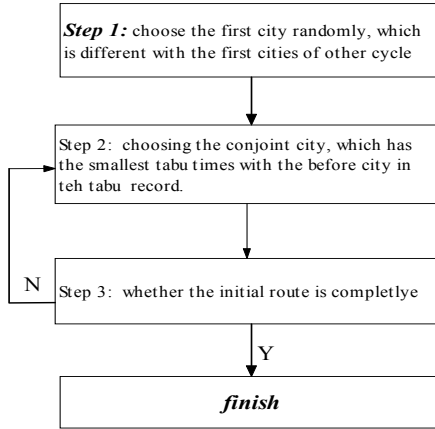 Step 1: choose the first city randomly, which
is different with the first cities of other cycle
Step 2: choosing the conjoint city, which has
the smallest tabu times with the before city in
teh tabu record.
N
Step 3: whether the initial route is completlye
Y
finish